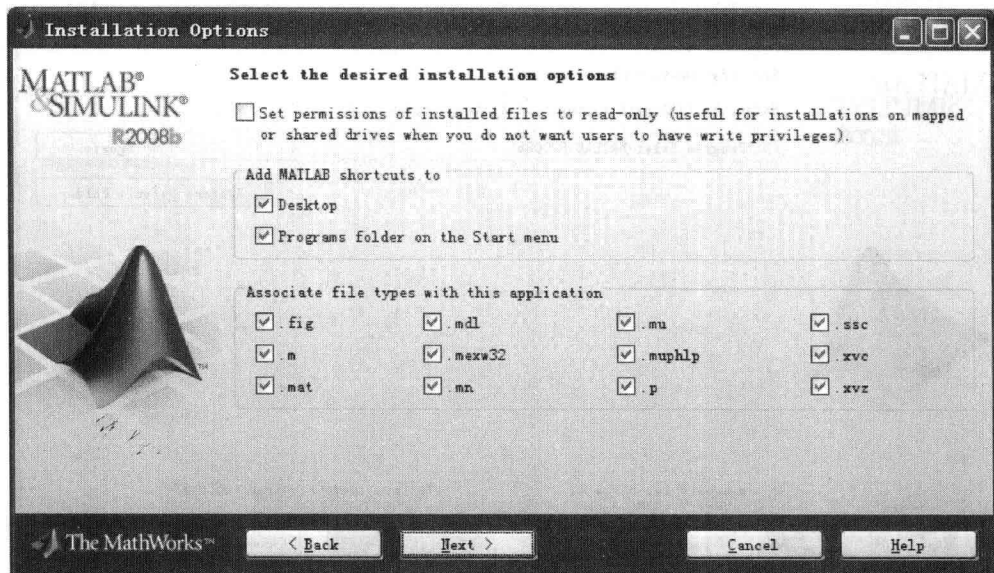 Installation Options
MATLAB®
&SIMULINK®
R2008b
Select the desired installation options
Set permissions of installed files to read-only (useful for installations on mapped
or shared drives when you do not want users to have write privileges).
Add MATLAB shortcuts to
Desktop
Programs folder on the Start menu
Associate file types with this application
.fig .mdl .mu .ssc
.m .mexw32 .muphlp .xvc
.mat .mn .p .xvz
TM
The MathWorks™ < Back Next > Cancel Help